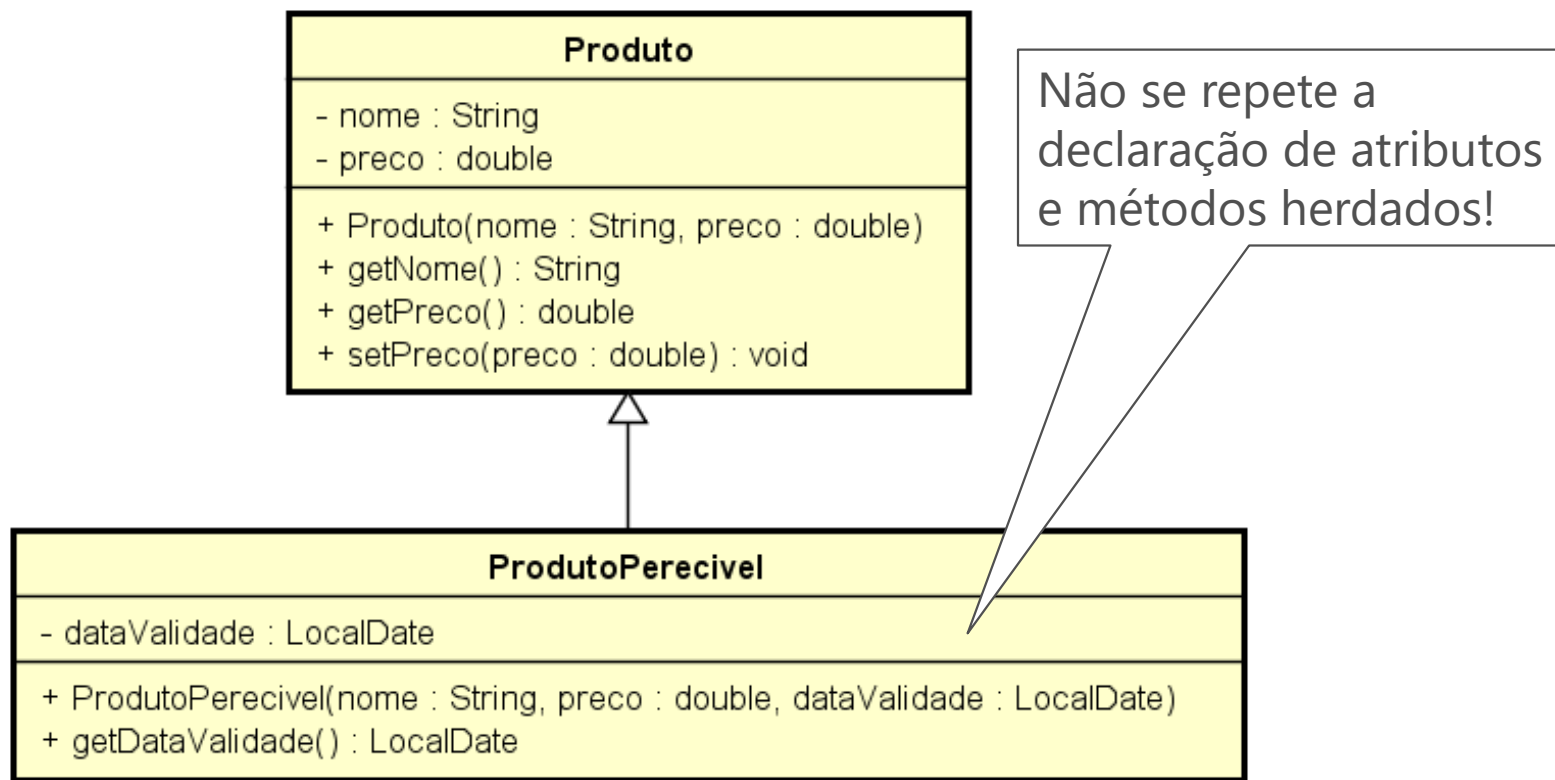 Produto
- nome : String
- preco : double
+ Produto(nome : String, preco : double)
+ getNome() : String
+ getPreco() : double
+ setPreco(preco : double) : void
Não se repete a
declaração de atributos
e métodos herdados!
ProdutoPerecivel
- dataValidade : LocalDate
+ ProdutoPerecivel(nome : String, preco : double, dataValidade : LocalDate)
+ getDataValidade() : LocalDate